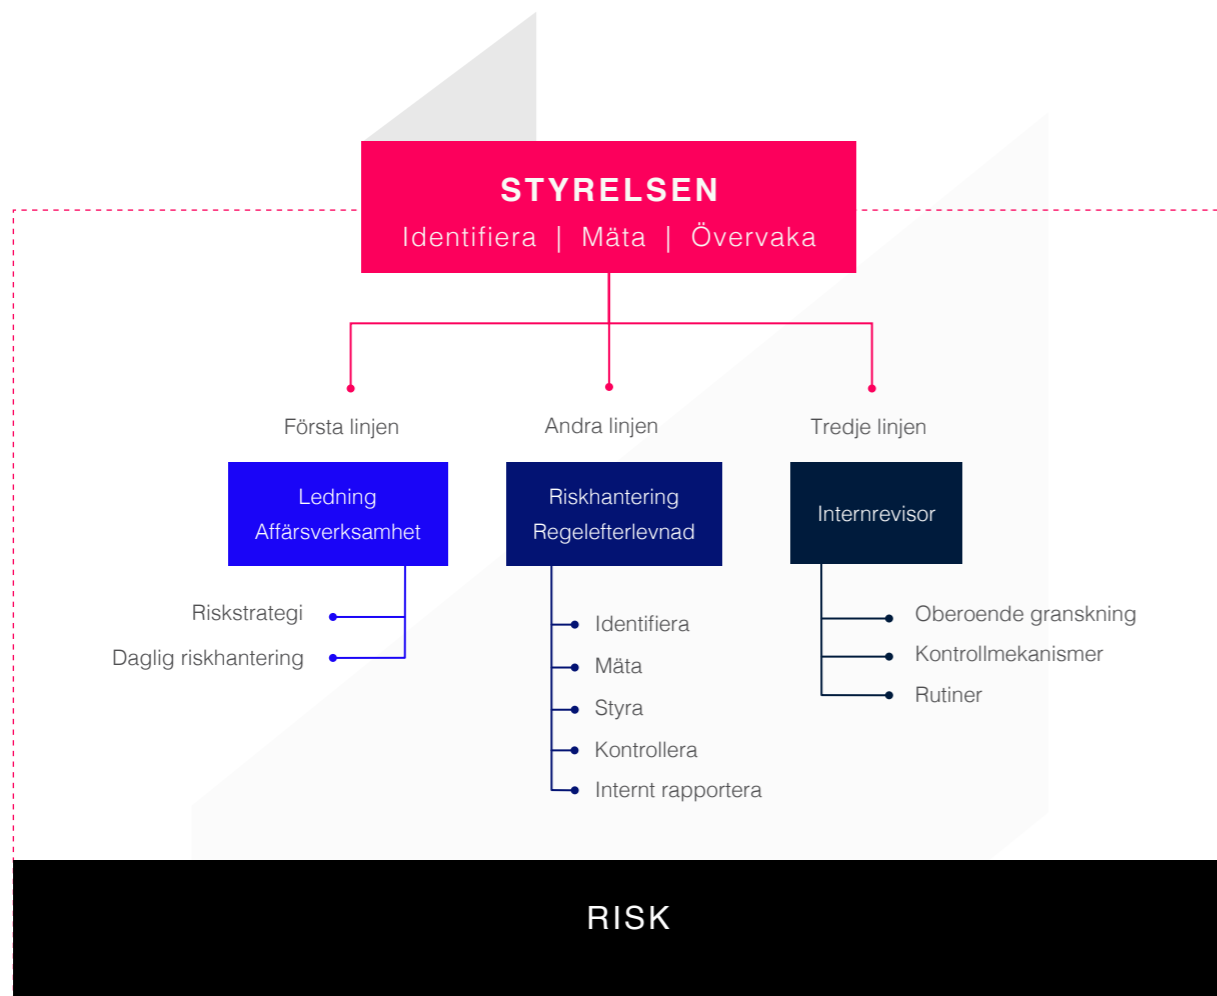 STYRELSEN
Identifiera | Mäta | Övervaka
Första linjen
Ledning
Affärsverksamhet
Riskstrategi
Daglig riskhantering
Andra linjen
Riskhantering
Regelefterlevnad
Identifiera
Mäta
Styra
Kontrollera
Internt rapportera
Tredje linjen
Internrevisor
Oberoende granskning
Kontrollmekanismer
Rutiner
RISK